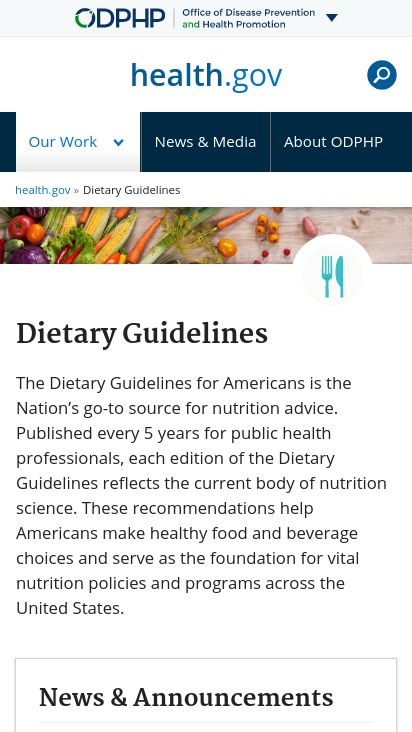 ODPHP Office of Disease Prevention
and Health Promotion
health.gov
Our Work News & Media About ODPHP
health.gov » Dietary Guidelines
Dietary Guidelines
The Dietary Guidelines for Americans is the
Nation’s go-to source for nutrition advice.
Published every 5 years for public health
professionals, each edition of the Dietary
Guidelines reflects the current body of nutrition
science. These recommendations help
Americans make healthy food and beverage
choices and serve as the foundation for vital
nutrition policies and programs across the
United States.
News & Announcements